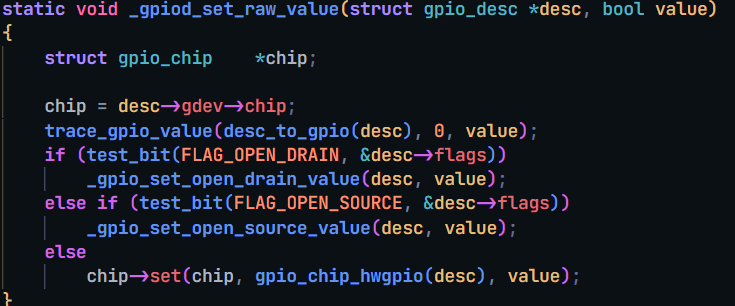 static void _gpiod_set_raw_value(struct gpio_desc *desc, bool value)
{
    struct gpio_chip    *chip;

    chip = desc->gdev->chip;
    trace_gpio_value(desc_to_gpio(desc), 0, value);
    if (test_bit(FLAG_OPEN_DRAIN, &desc->flags))
        _gpio_set_open_drain_value(desc, value);
    else if (test_bit(FLAG_OPEN_SOURCE, &desc->flags))
        _gpio_set_open_source_value(desc, value);
    else
        chip->set(chip, gpio_chip_hwgpio(desc), value);
}